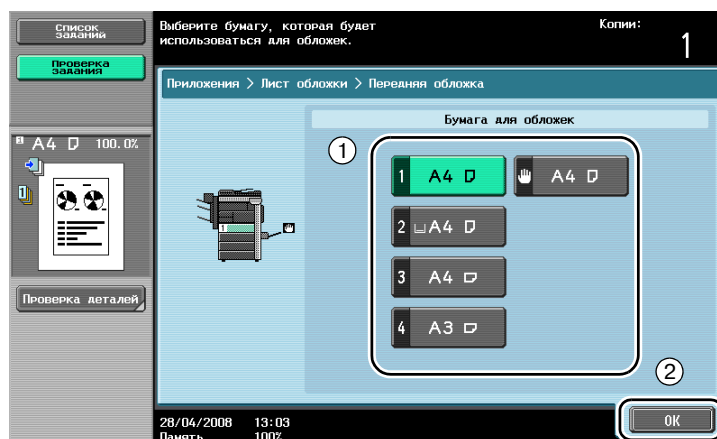 Список
заданий
Проверка
задания
Выберите бумагу, которая будет
использоваться для обложек.
Копии:
1
Приложения > Лист обложки > Передняя обложка
A4 100.0%
1
Проверка деталей
Бумага для обложек
1
1 A4
A4
2 A4
3 A4
4 A3
1
2
OK
28/04/2008 13:03
Память 100%